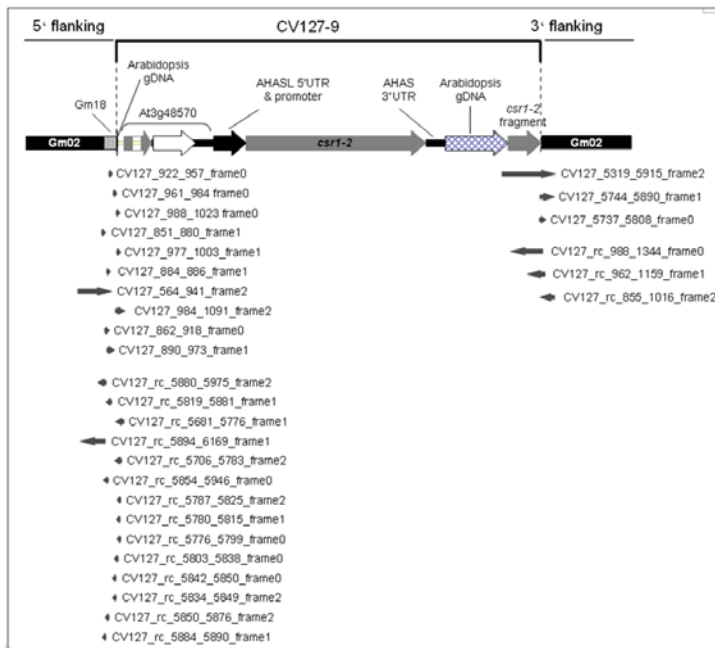 5‘ flanking
CV127-9
3‘ flanking
Arabidopsis
gDNA
Gm18
At3g48570
AHASL 5'UTR
& promoter
AHAS
3'UTR
Arabidopsis
gDNA
csr1-2
fragment
Gm02
csr1-2
Gm02
CV127_922_957_frame0
CV127_961_984 frame0
CV127_988_1023 frame0
CV127_851_880_frame1
CV127_977_1003_frame1
CV127_884_886_frame1
CV127_564_941_frame2
CV127_984_1091_frame2
CV127_862_918_frame0
CV127_890_973_frame1
CV127_rc_5880_5975_frame2
CV127_rc_5819_5881_frame1
CV127_rc_5681_5776_frame1
CV127_rc_5894_6169_frame1
CV127_rc_5706_5783_frame2
CV127_rc_5854_5946_frame0
CV127_rc_5787_5825_frame2
CV127_rc_5780_5815_frame1
CV127_rc_5776_5799_frame0
CV127_rc_5803_5838_frame0
CV127_rc_5842_5850_frame0
CV127_rc_5834_5849_frame2
CV127_rc_5850_5876_frame2
CV127_rc_5884_5890_frame1
CV127_5319_5915_frame2
CV127_5744_5890_frame1
CV127_5737_5808_frame0
CV127_rc_988_1344_frame0
CV127_rc_962_1159_frame1
CV127_rc_855_1016_frame2